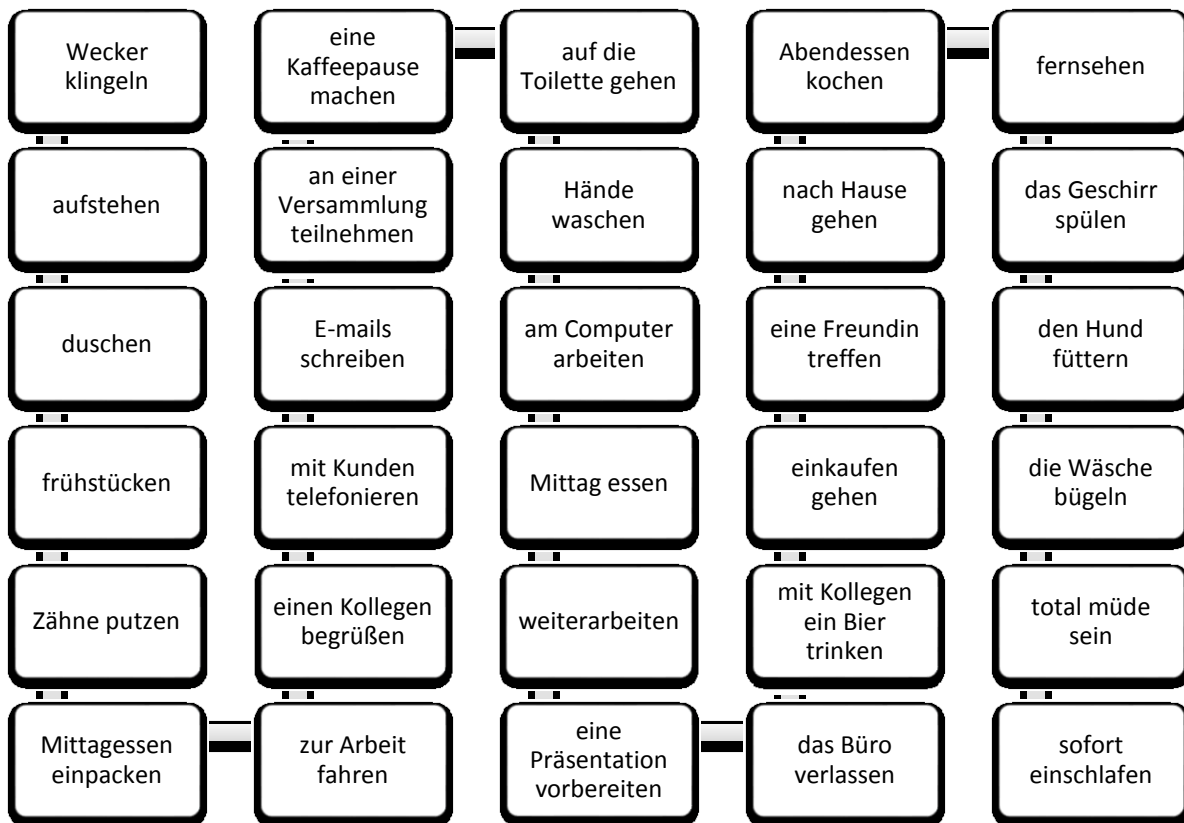 Wecker
klingeln
aufstehen
duschen
frühstücken
Zähne putzen
Mittagessen
einpacken
zur Arbeit
fahren
einen Kollegen
begrüßen
mit Kunden
telefonieren
E-mails
schreiben
an einer
Versammlung
teilnehmen
eine
Kaffeepause
machen
auf die
Toilette gehen
Hände
waschen
am Computer
arbeiten
Mittag essen
weiterarbeiten
eine
Präsentation
vorbereiten
das Büro
verlassen
mit Kollegen
ein Bier
trinken
einkaufen
gehen
eine Freundin
treffen
nach Hause
gehen
Abendessen
kochen
fernsehen
das Geschirr
spülen
den Hund
füttern
die Wäsche
bügeln
total müde
sein
sofort
einschlafen